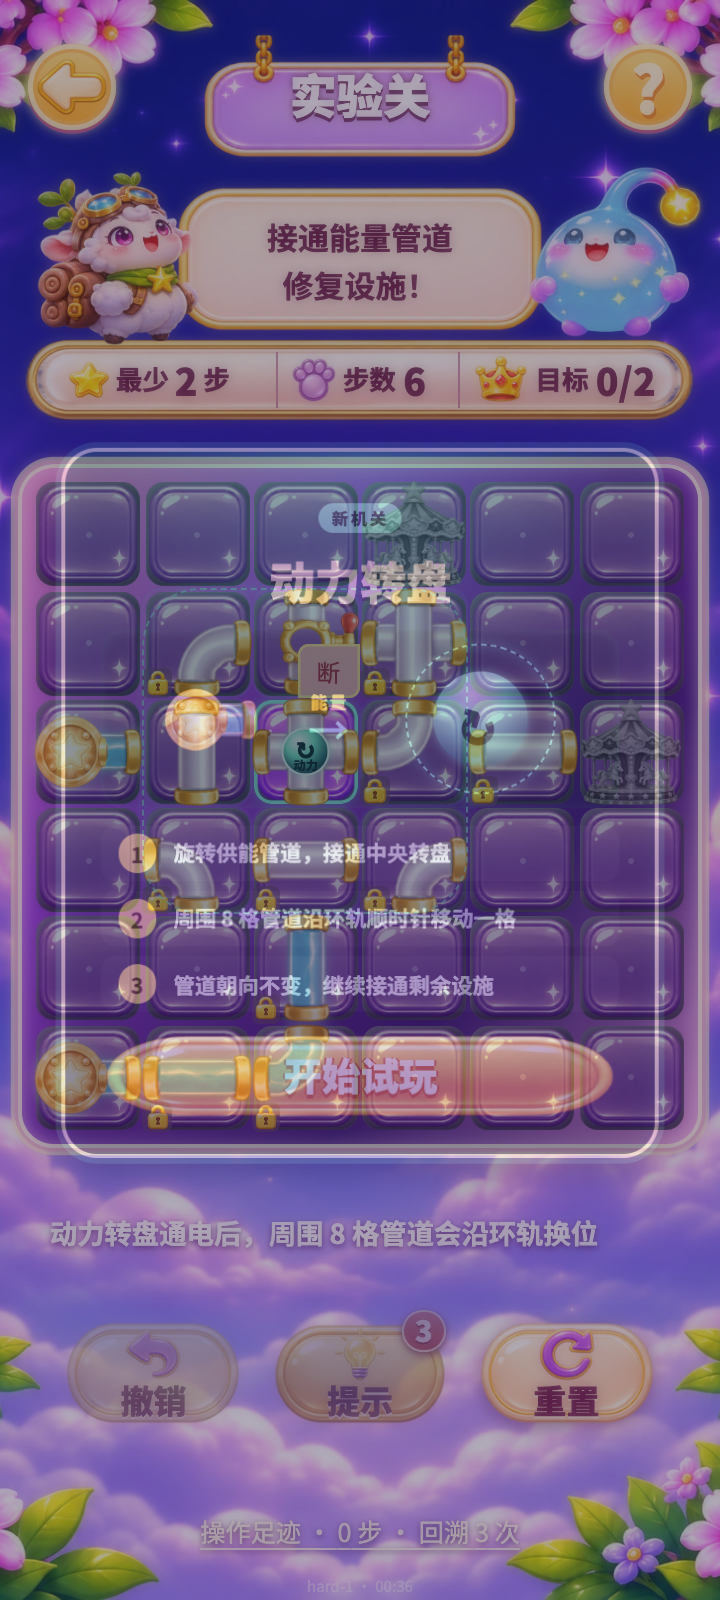 实验关
接通能量管道
修复设施！
最少 2 步
步数 6
目标 0/2
新机关
动力转盘
断
能量
动力
1 旋转供能管道，接通中央转盘
2 周围 8 格管道沿环轨顺时针移动一格
3 管道朝向不变，继续接通剩余设施
开始试玩
动力转盘通电后，周围 8 格管道会沿环轨换位
3
撤销
提示
重置
操作足迹 · 0 步 · 回溯 3 次
hard-1 · 00:36